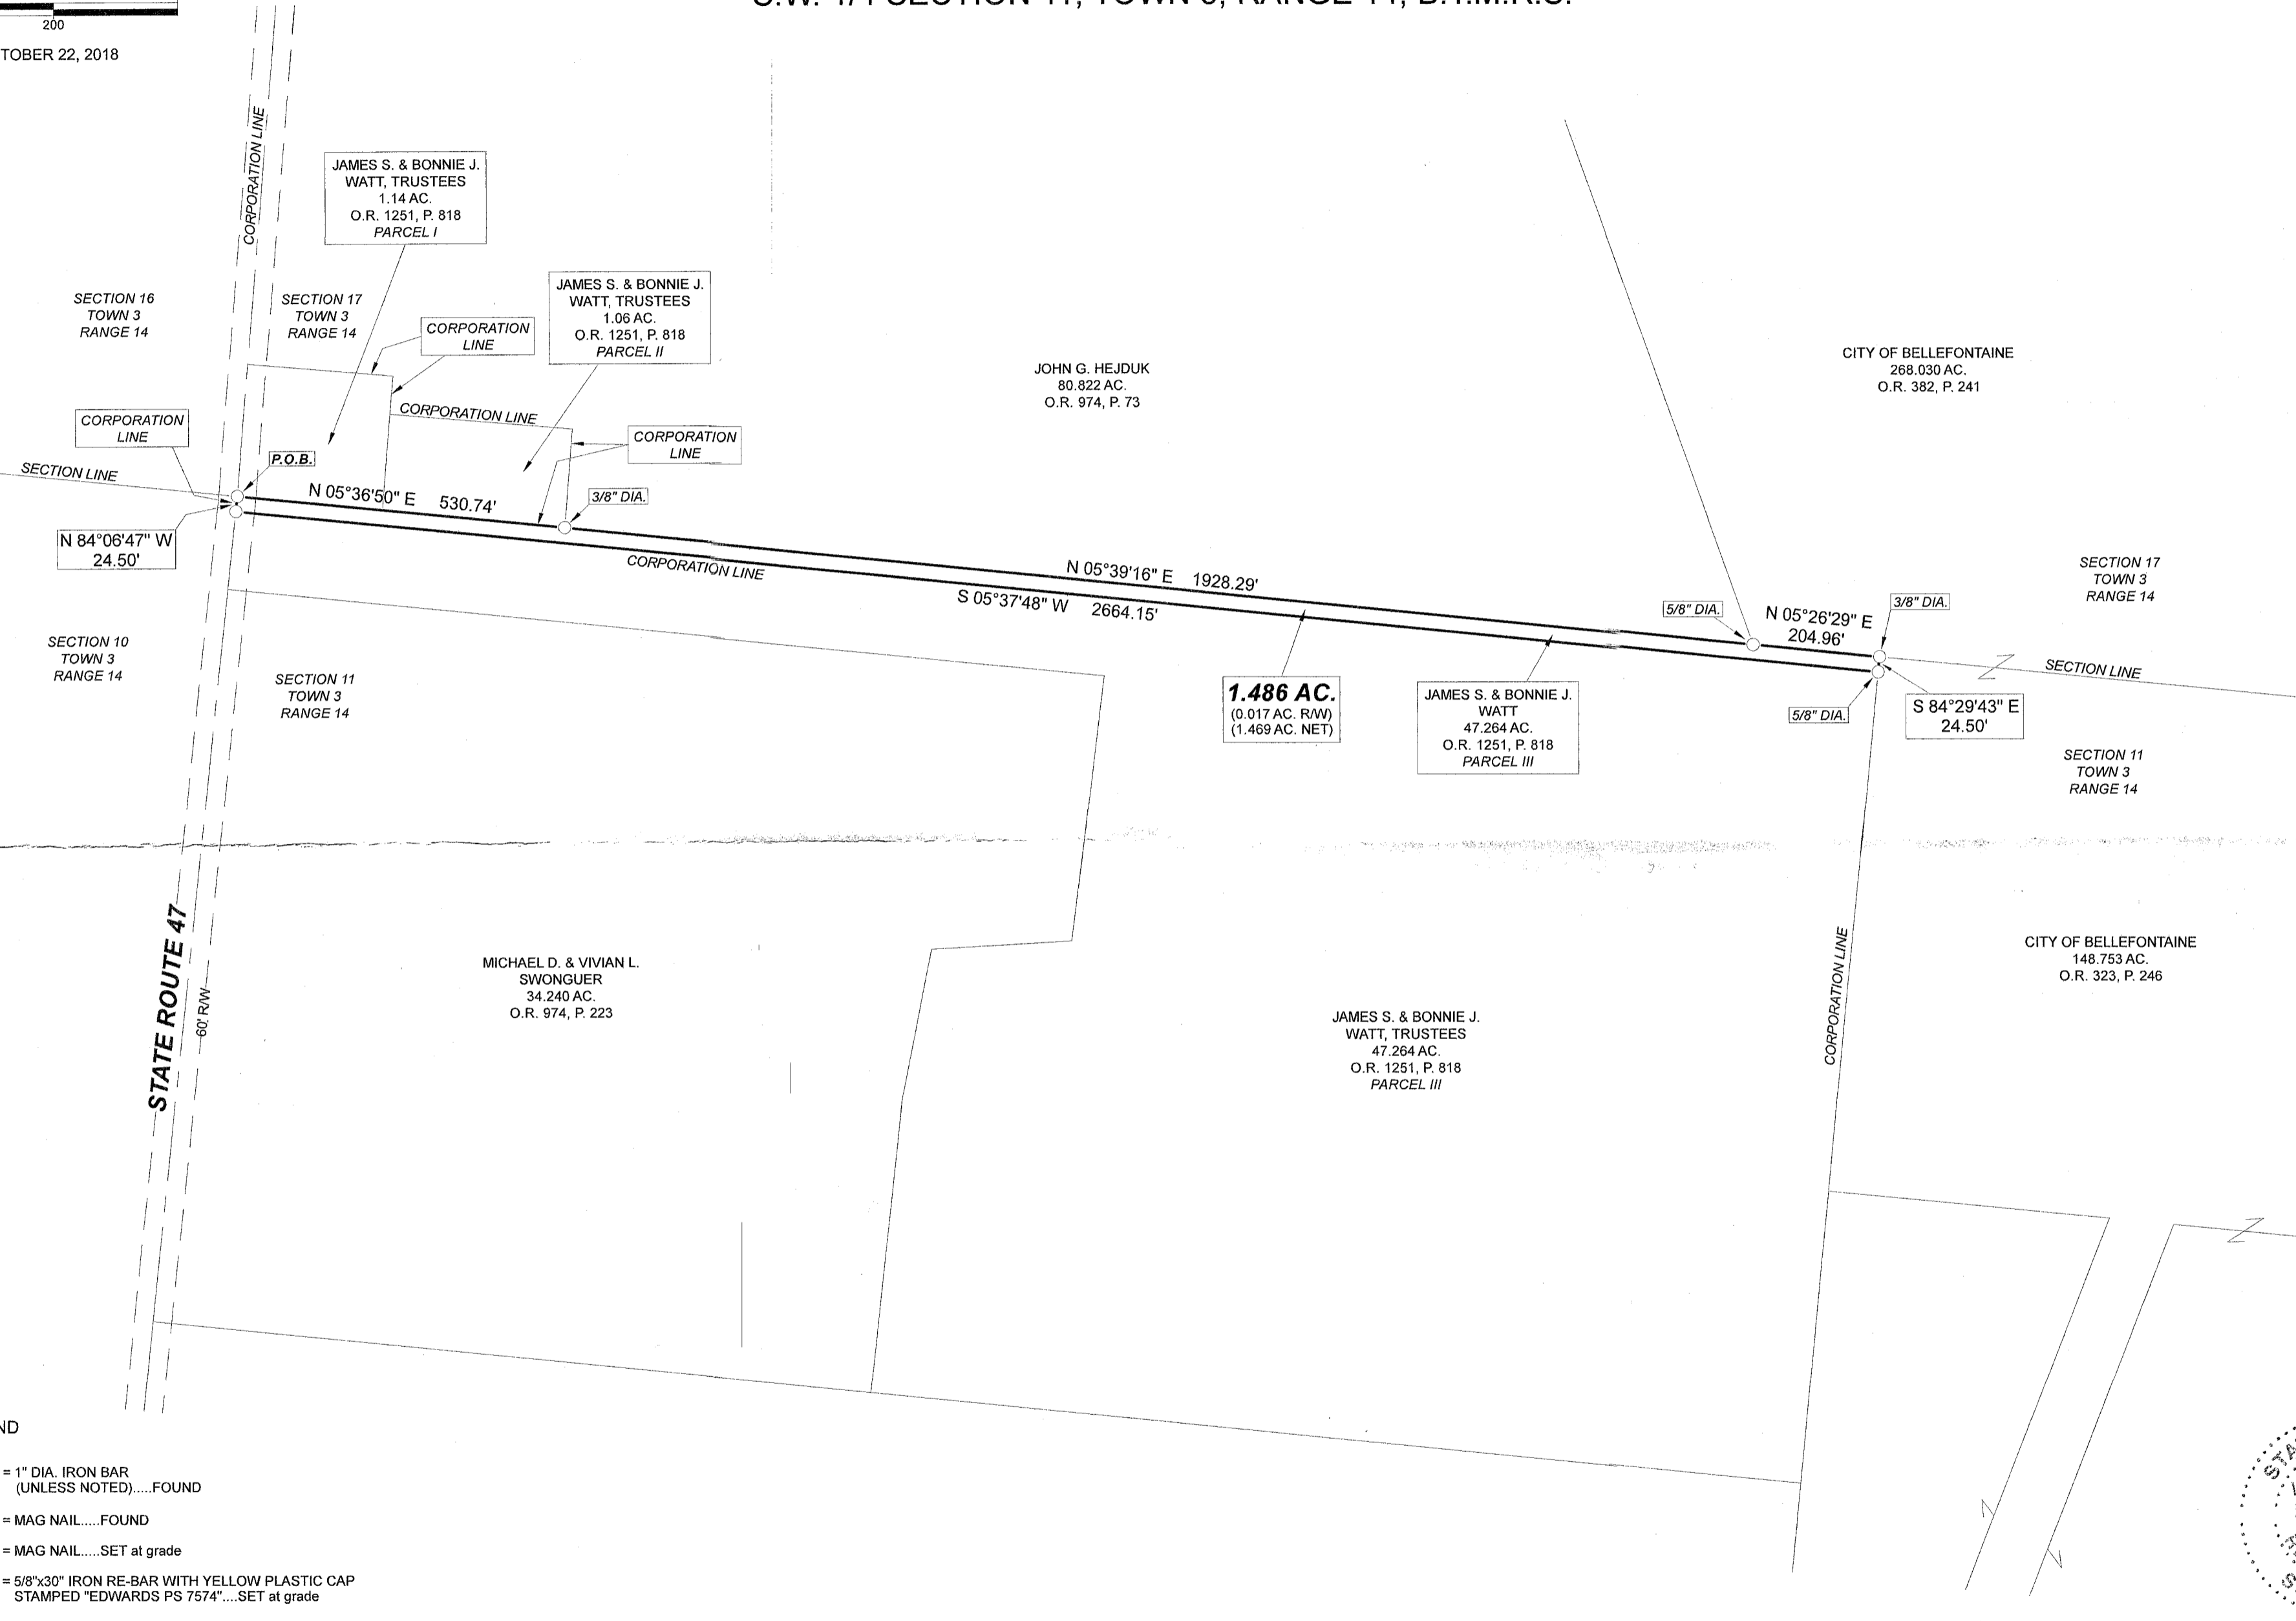 200
TOBER 22, 2018
CORPORATION LINE
JAMES S. & BONNIE J.
WATT, TRUSTEES
1.14 AC.
O.R. 1251, P. 818
PARCEL I
JAMES S. & BONNIE J.
WATT, TRUSTEES
1.06 AC.
O.R. 1251, P. 818
PARCEL II
SECTION 16
TOWN 3
RANGE 14
SECTION 17
TOWN 3
RANGE 14
CORPORATION
LINE
JOHN G. HEJDUK
80.822 AC.
O.R. 974, P. 73
CITY OF BELLEFONTAINE
268.030 AC.
O.R. 382, P. 241
CORPORATION
LINE
CORPORATION LINE
CORPORATION
LINE
P.O.B.
SECTION LINE
N 05°36'50" E 530.74'
3/8" DIA.
N 84°06'47" W
24.50'
CORPORATION LINE
N 05°39'16" E 1928.29'
S 05°37'48" W 2664.15'
5/8" DIA.
N 05°26'29" E
204.96'
3/8" DIA.
SECTION 17
TOWN 3
RANGE 14
SECTION LINE
SECTION 10
TOWN 3
RANGE 14
SECTION 11
TOWN 3
RANGE 14
1.486 AC.
(0.017 AC. R/W)
(1.469 AC. NET)
JAMES S. & BONNIE J.
WATT
47.264 AC.
O.R. 1251, P. 818
PARCEL III
5/8" DIA.
S 84°29'43" E
24.50'
SECTION 11
TOWN 3
RANGE 14
STATE ROUTE 47
60' R/W
MICHAEL D. & VIVIAN L.
SWONGUER
34.240 AC.
O.R. 974, P. 223
JAMES S. & BONNIE J.
WATT, TRUSTEES
47.264 AC.
O.R. 1251, P. 818
PARCEL III
CORPORATION LINE
CITY OF BELLEFONTAINE
148.753 AC.
O.R. 323, P. 246
ND
= 1" DIA. IRON BAR
(UNLESS NOTED).....FOUND
= MAG NAIL.....FOUND
= MAG NAIL.....SET at grade
= 5/8"x30" IRON RE-BAR WITH YELLOW PLASTIC CAP
STAMPED "EDWARDS PS 7574"....SET at grade